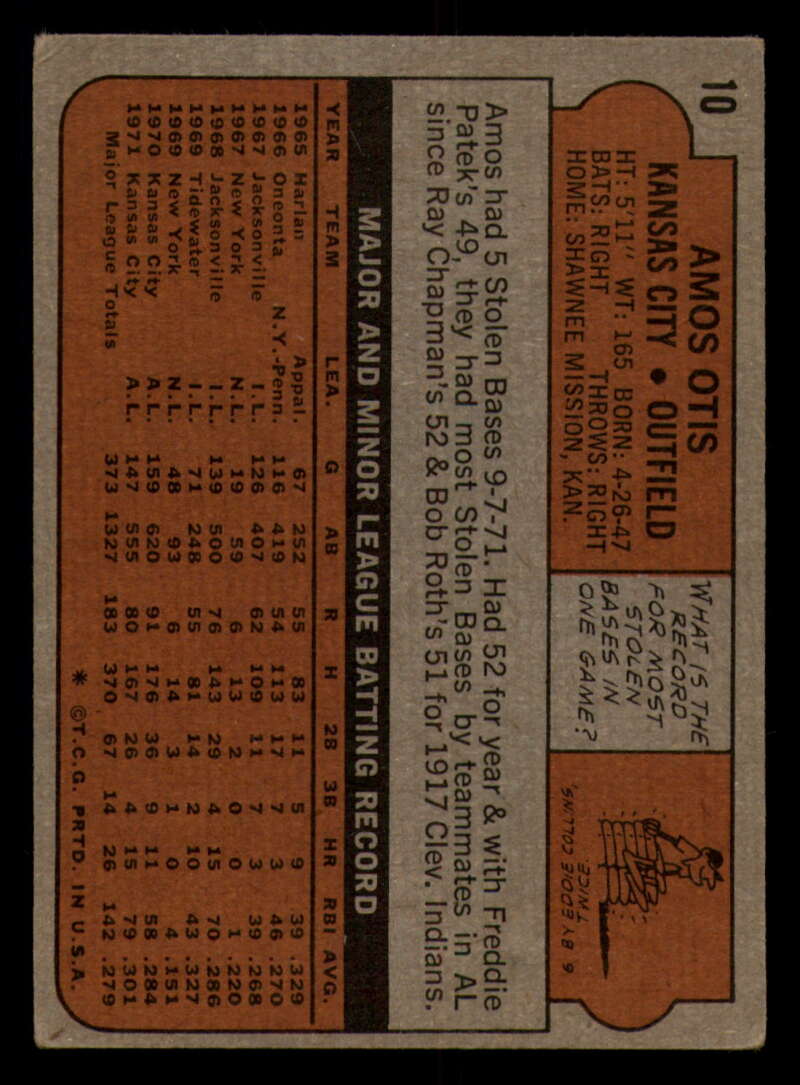 10
AMOS OTIS
KANSAS CITY • OUTFIELD
HT: 5'11" WT: 165 BORN: 4-26-47
BATS: RIGHT THROWS: RIGHT
HOME: SHAWNEE MISSION, KAN.
WHAT IS THE
RECORD
FOR MOST
STOLEN
BASES IN
ONE GAME?
6 BY EDDIE COLLINS,
TWICE
Amos had 5 Stolen Bases 9-7-71. Had 52 for year & with Freddie
Patek's 49, they had most Stolen Bases by teammates in AL
since Ray Chapman's 52 & Bob Roth's 51 for 1917 Clev. Indians.
MAJOR AND MINOR LEAGUE BATTING RECORD
YEAR TEAM LEA. G AB R H 2B 3B HR RBI AVG.
1965 Harlan Appal. 67 252 55 83 11 5 9 39 .329
1966 Oneonta N.Y.-Penn. 116 419 54 113 17 7 3 46 .270
1967 Jacksonville I.L. 126 407 62 109 11 7 3 39 .268
1967 New York N.L. 19 59 6 13 2 0 0 1 .220
1968 Jacksonville I.L. 139 500 76 143 29 4 15 70 .286
1969 Tidewater I.L. 71 248 55 81 14 2 10 43 .327
1969 New York N.L. 48 93 6 14 3 1 0 4 .151
1970 Kansas City A.L. 159 620 91 176 36 9 11 58 .284
1971 Kansas City A.L. 147 555 80 167 26 4 15 79 .301
Major League Totals 373 1327 183 370 67 14 26 142 .279
* ©T.C.G. PRTD. IN U.S.A.